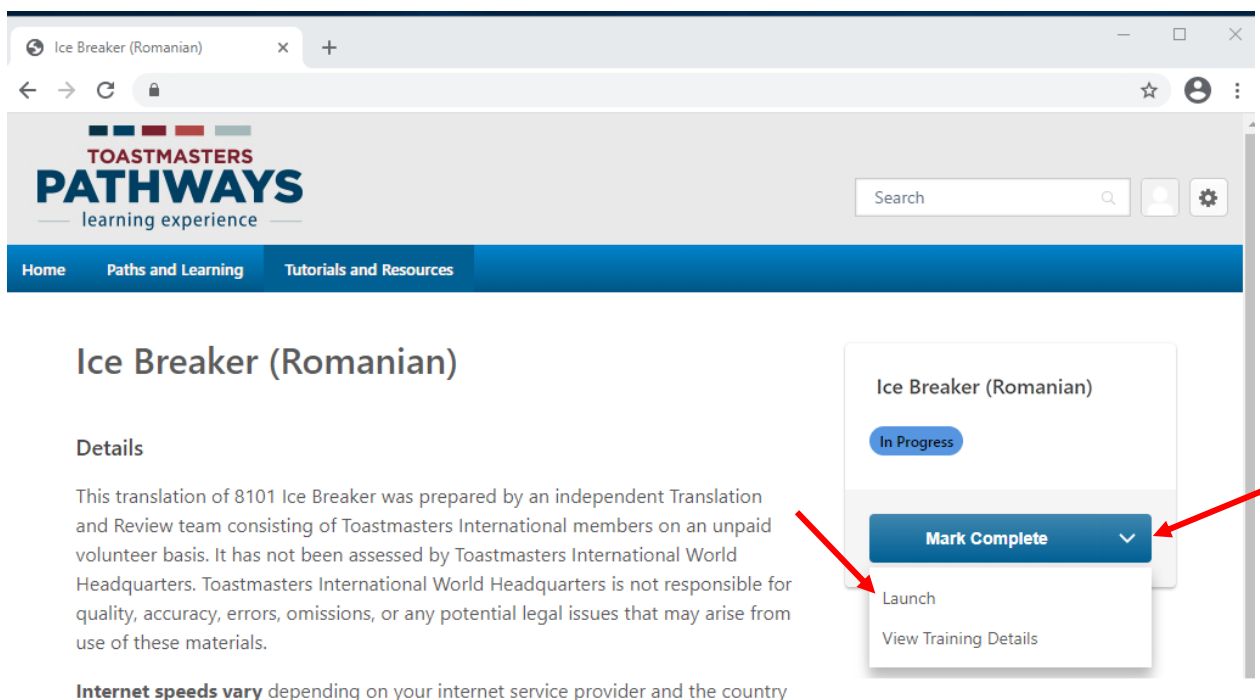 Ice Breaker (Romanian)
TOASTMASTERS
PATHWAYS
learning experience
Search
Home Paths and Learning Tutorials and Resources
Ice Breaker (Romanian)
Details
This translation of 8101 Ice Breaker was prepared by an independent Translation
and Review team consisting of Toastmasters International members on an unpaid
volunteer basis. It has not been assessed by Toastmasters International World
Headquarters. Toastmasters International World Headquarters is not responsible for
quality, accuracy, errors, omissions, or any potential legal issues that may arise from
use of these materials.
Internet speeds vary depending on your internet service provider and the country
Ice Breaker (Romanian)
In Progress
Mark Complete
Launch
View Training Details